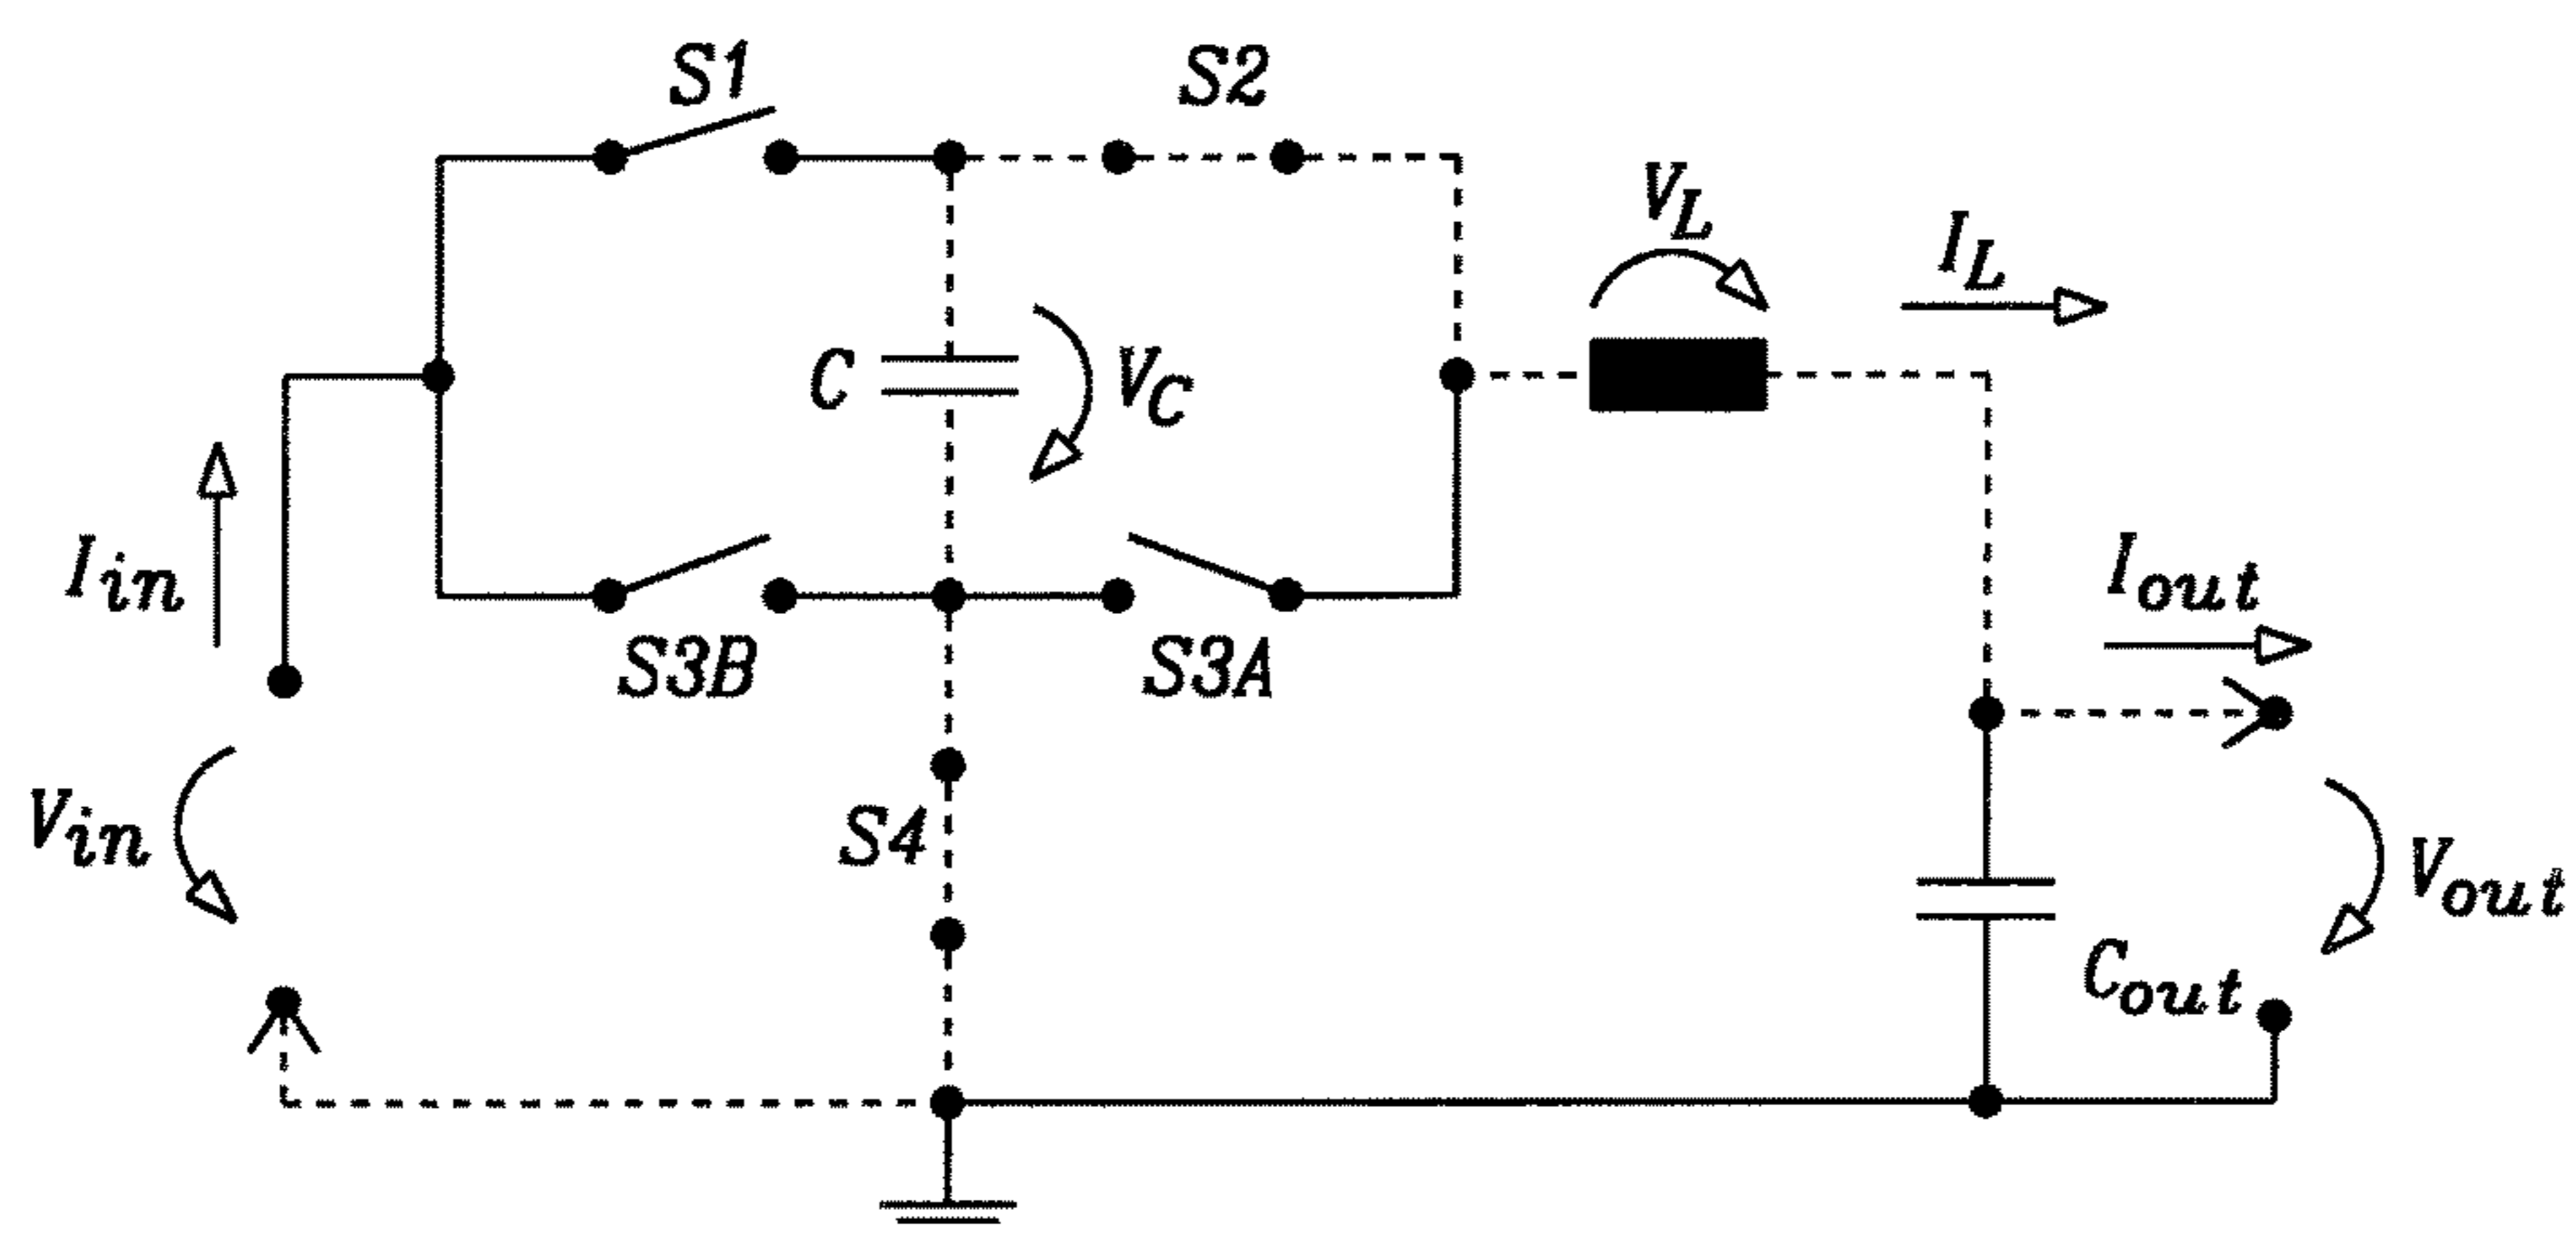 S1
S2
V_L
I_L
C
V_C
I_in
S3B
S3A
I_out
V_in
S4
V_out
C_out